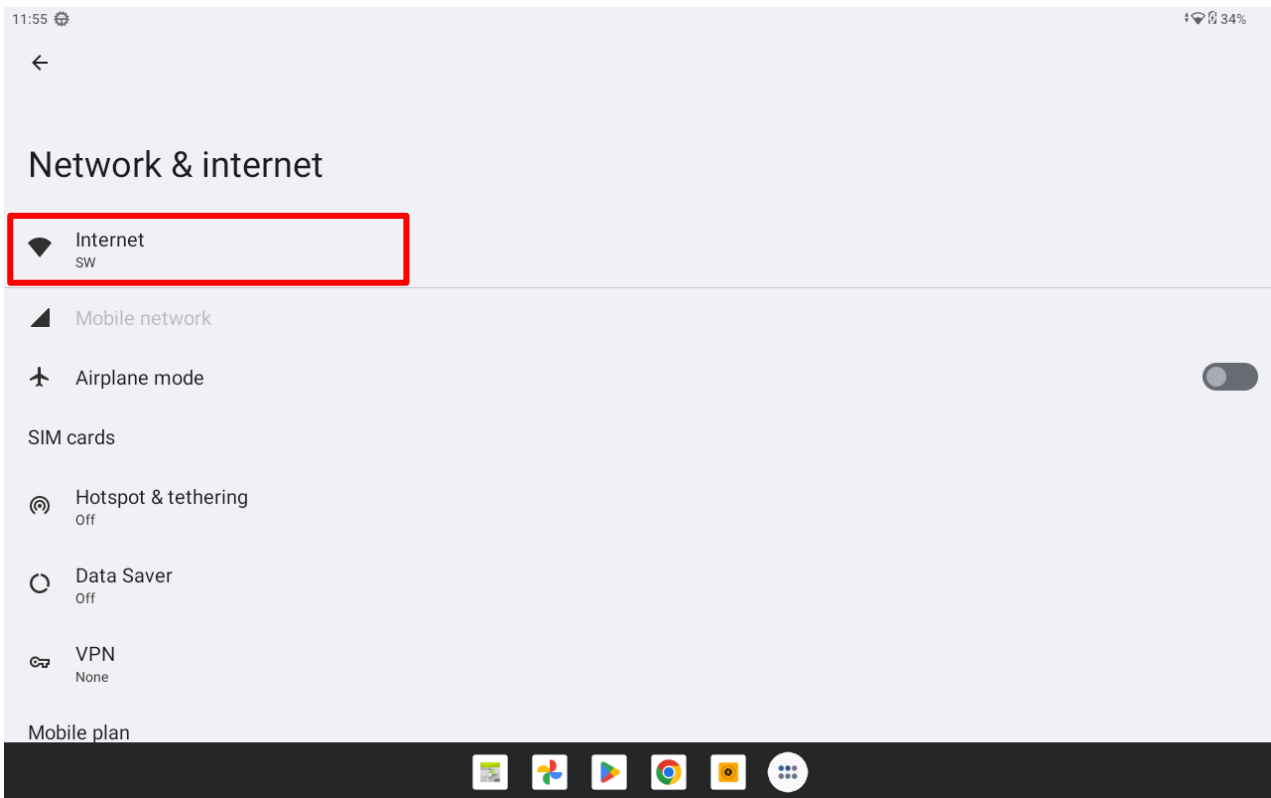 11:55
34%
Network & internet
Internet
SW
Mobile network
Airplane mode
SIM cards
Hotspot & tethering
Off
Data Saver
Off
VPN
None
Mobile plan